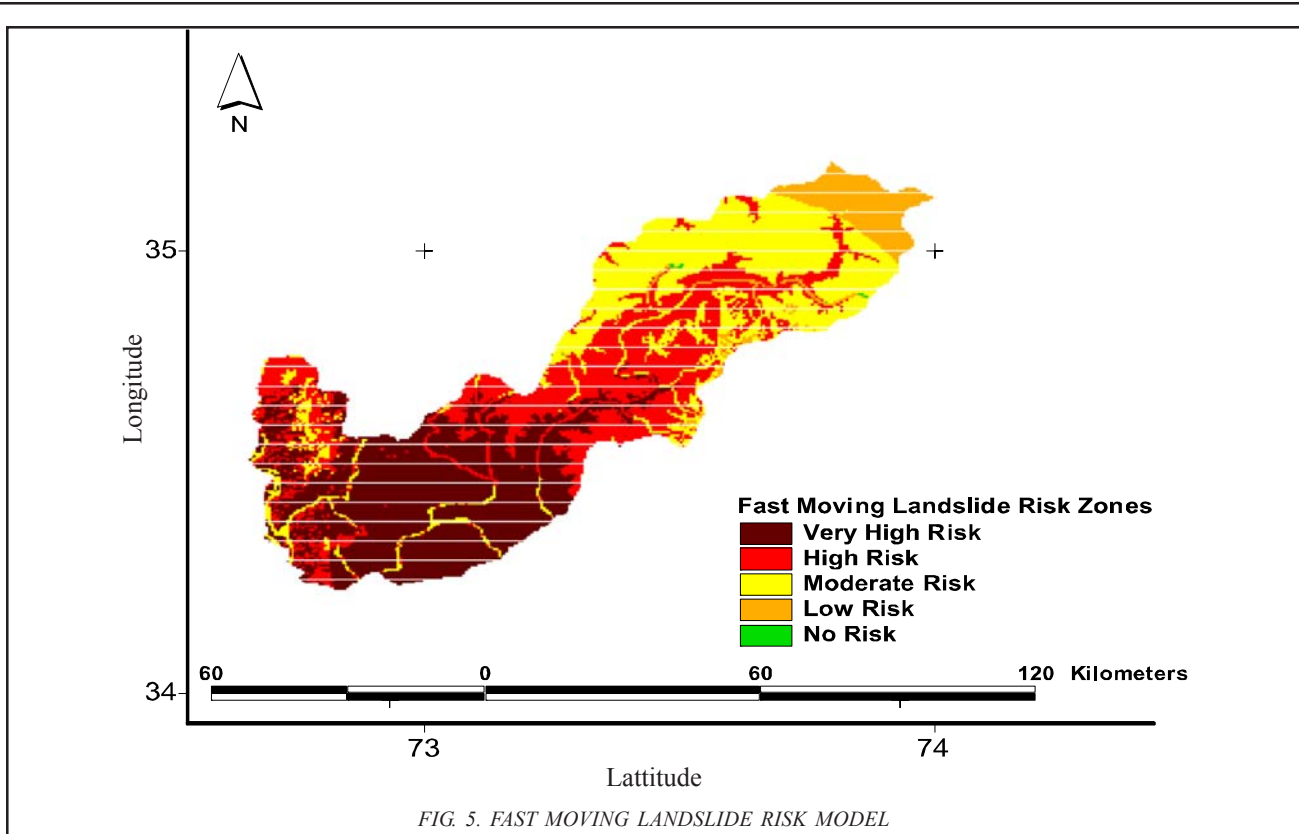 N
35
34
Longitude
Fast Moving Landslide Risk Zones
Very High Risk
High Risk
Moderate Risk
Low Risk
No Risk
60 0 60 120 Kilometers
73 74
Lattitude
FIG. 5. FAST MOVING LANDSLIDE RISK MODEL